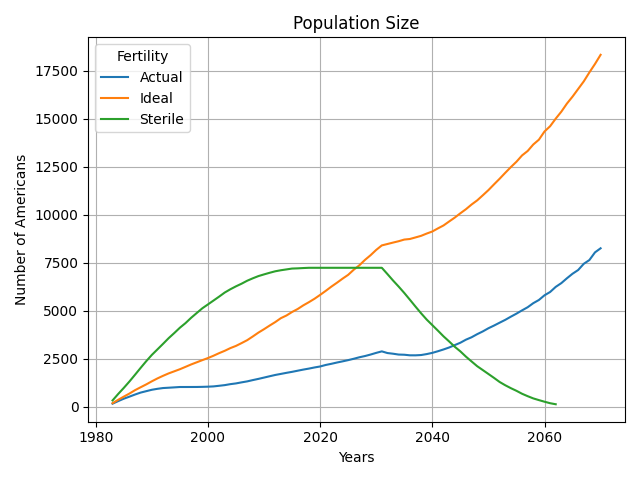 Population Size
Fertility
Actual
Ideal
Sterile
Number of Americans
17500
15000
12500
10000
7500
5000
2500
0
1980
2000
2020
2040
2060
Years